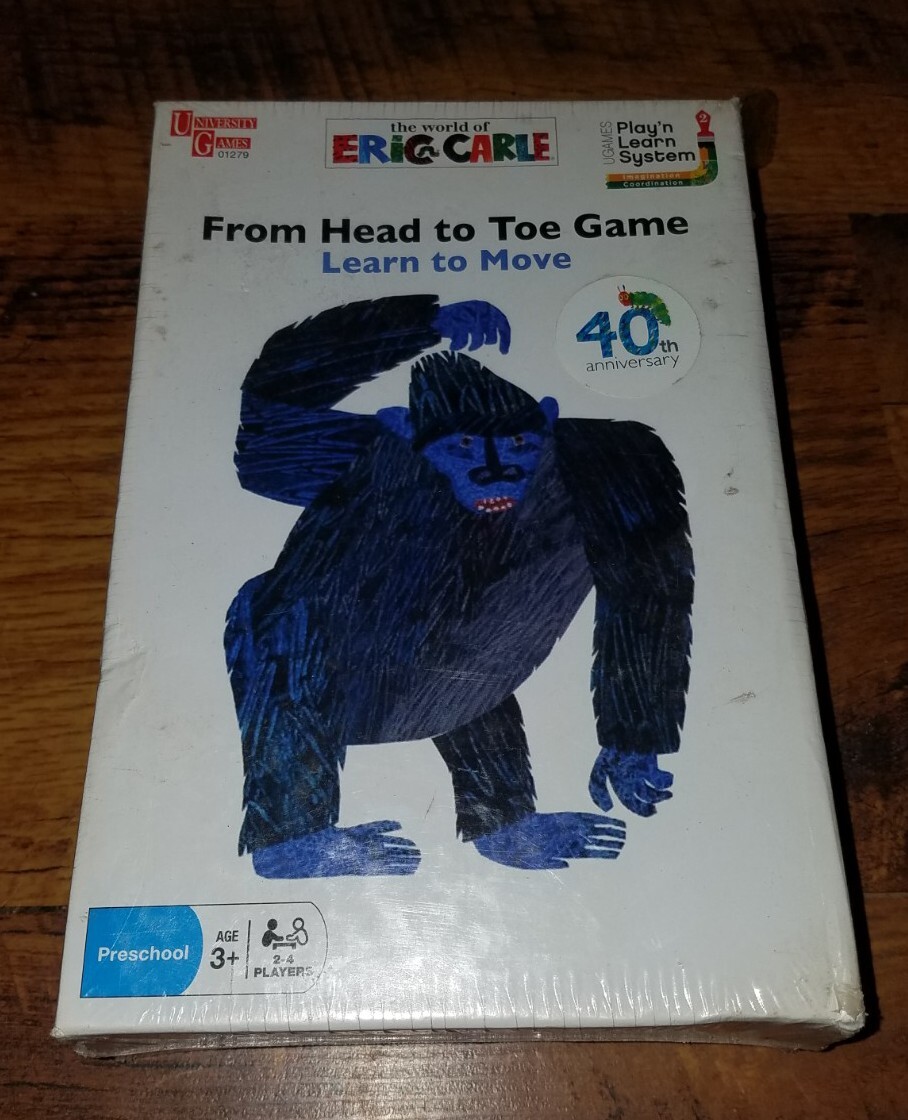 UNIVERSITY
GAMES
01279
the world of
ERIC CARLE
UGAMES
Play'n
Learn
System
2
Imagination
Coordination
From Head to Toe Game
Learn to Move
40th
anniversary
Preschool
AGE
3+
2-4
PLAYERS